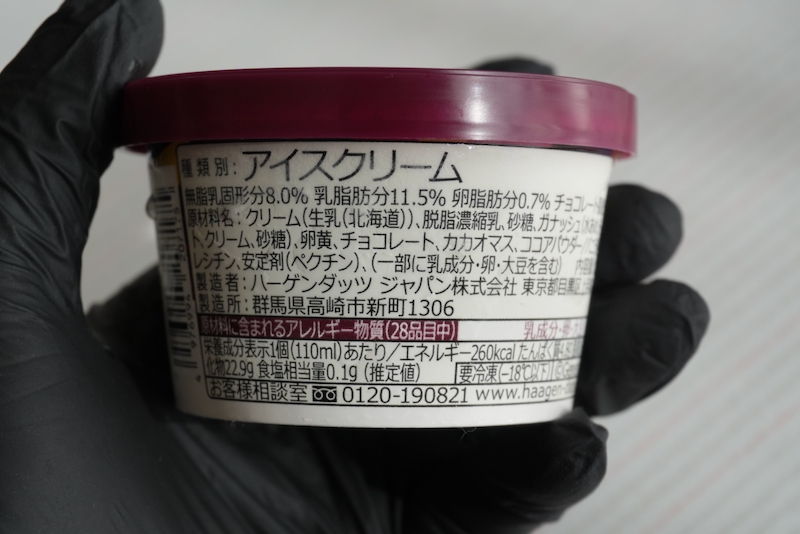 種類別:アイスクリーム
無脂乳固形分8.0% 乳脂肪分11.5% 卵脂肪分0.7% チョコレート
原材料名:クリーム(生乳(北海道))、脱脂濃縮乳、砂糖、ガナッシュ(
ト、クリーム、砂糖)、卵黄、チョコレート、カカオマス、ココアパウダー/
レシチン、安定剤(ペクチン)、(一部に乳成分・卵・大豆を含む)
製造者:ハーゲンダッツ ジャパン株式会社 東京都目黒区上
製造所:群馬県高崎市新町1306
原材料に含まれるアレルギー物質(28品目中) 乳成分・卵・
栄養成分表示1個(110ml)あたり/エネルギー260kcal たんぱく質
化物22.9g 食塩相当量0.1g (推定値) 要冷凍(-18℃以下)
お客様相談室 0120-190821 www.haagen-